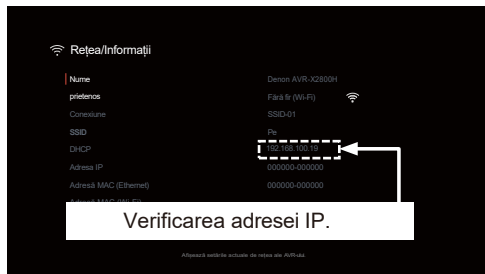 Rețea/Informații
Nume Denon AVR-X2800H
prietenos Fără fir (Wi-Fi)
Conexiune SSID-01
SSID Pe
DHCP 192.168.100.19
Adresa IP 000000-000000
Adresă MAC (Ethernet) 000000-000000
Verificarea adresei IP.
Afișează setările actuale de rețea ale AVR-ului.